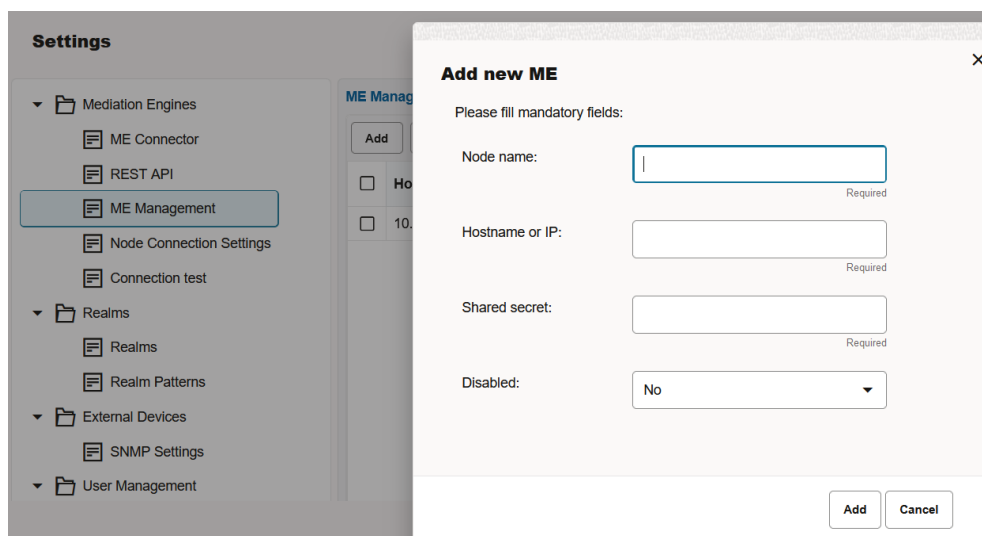 Settings
Mediation Engines
ME Connector
REST API
ME Management
Node Connection Settings
Connection test
Realms
Realms
Realm Patterns
External Devices
SNMP Settings
User Management
ME Manag
Add
Ho
10.
Add new ME
Please fill mandatory fields:
Node name:
Required
Hostname or IP:
Required
Shared secret:
Required
Disabled:
No
Add
Cancel